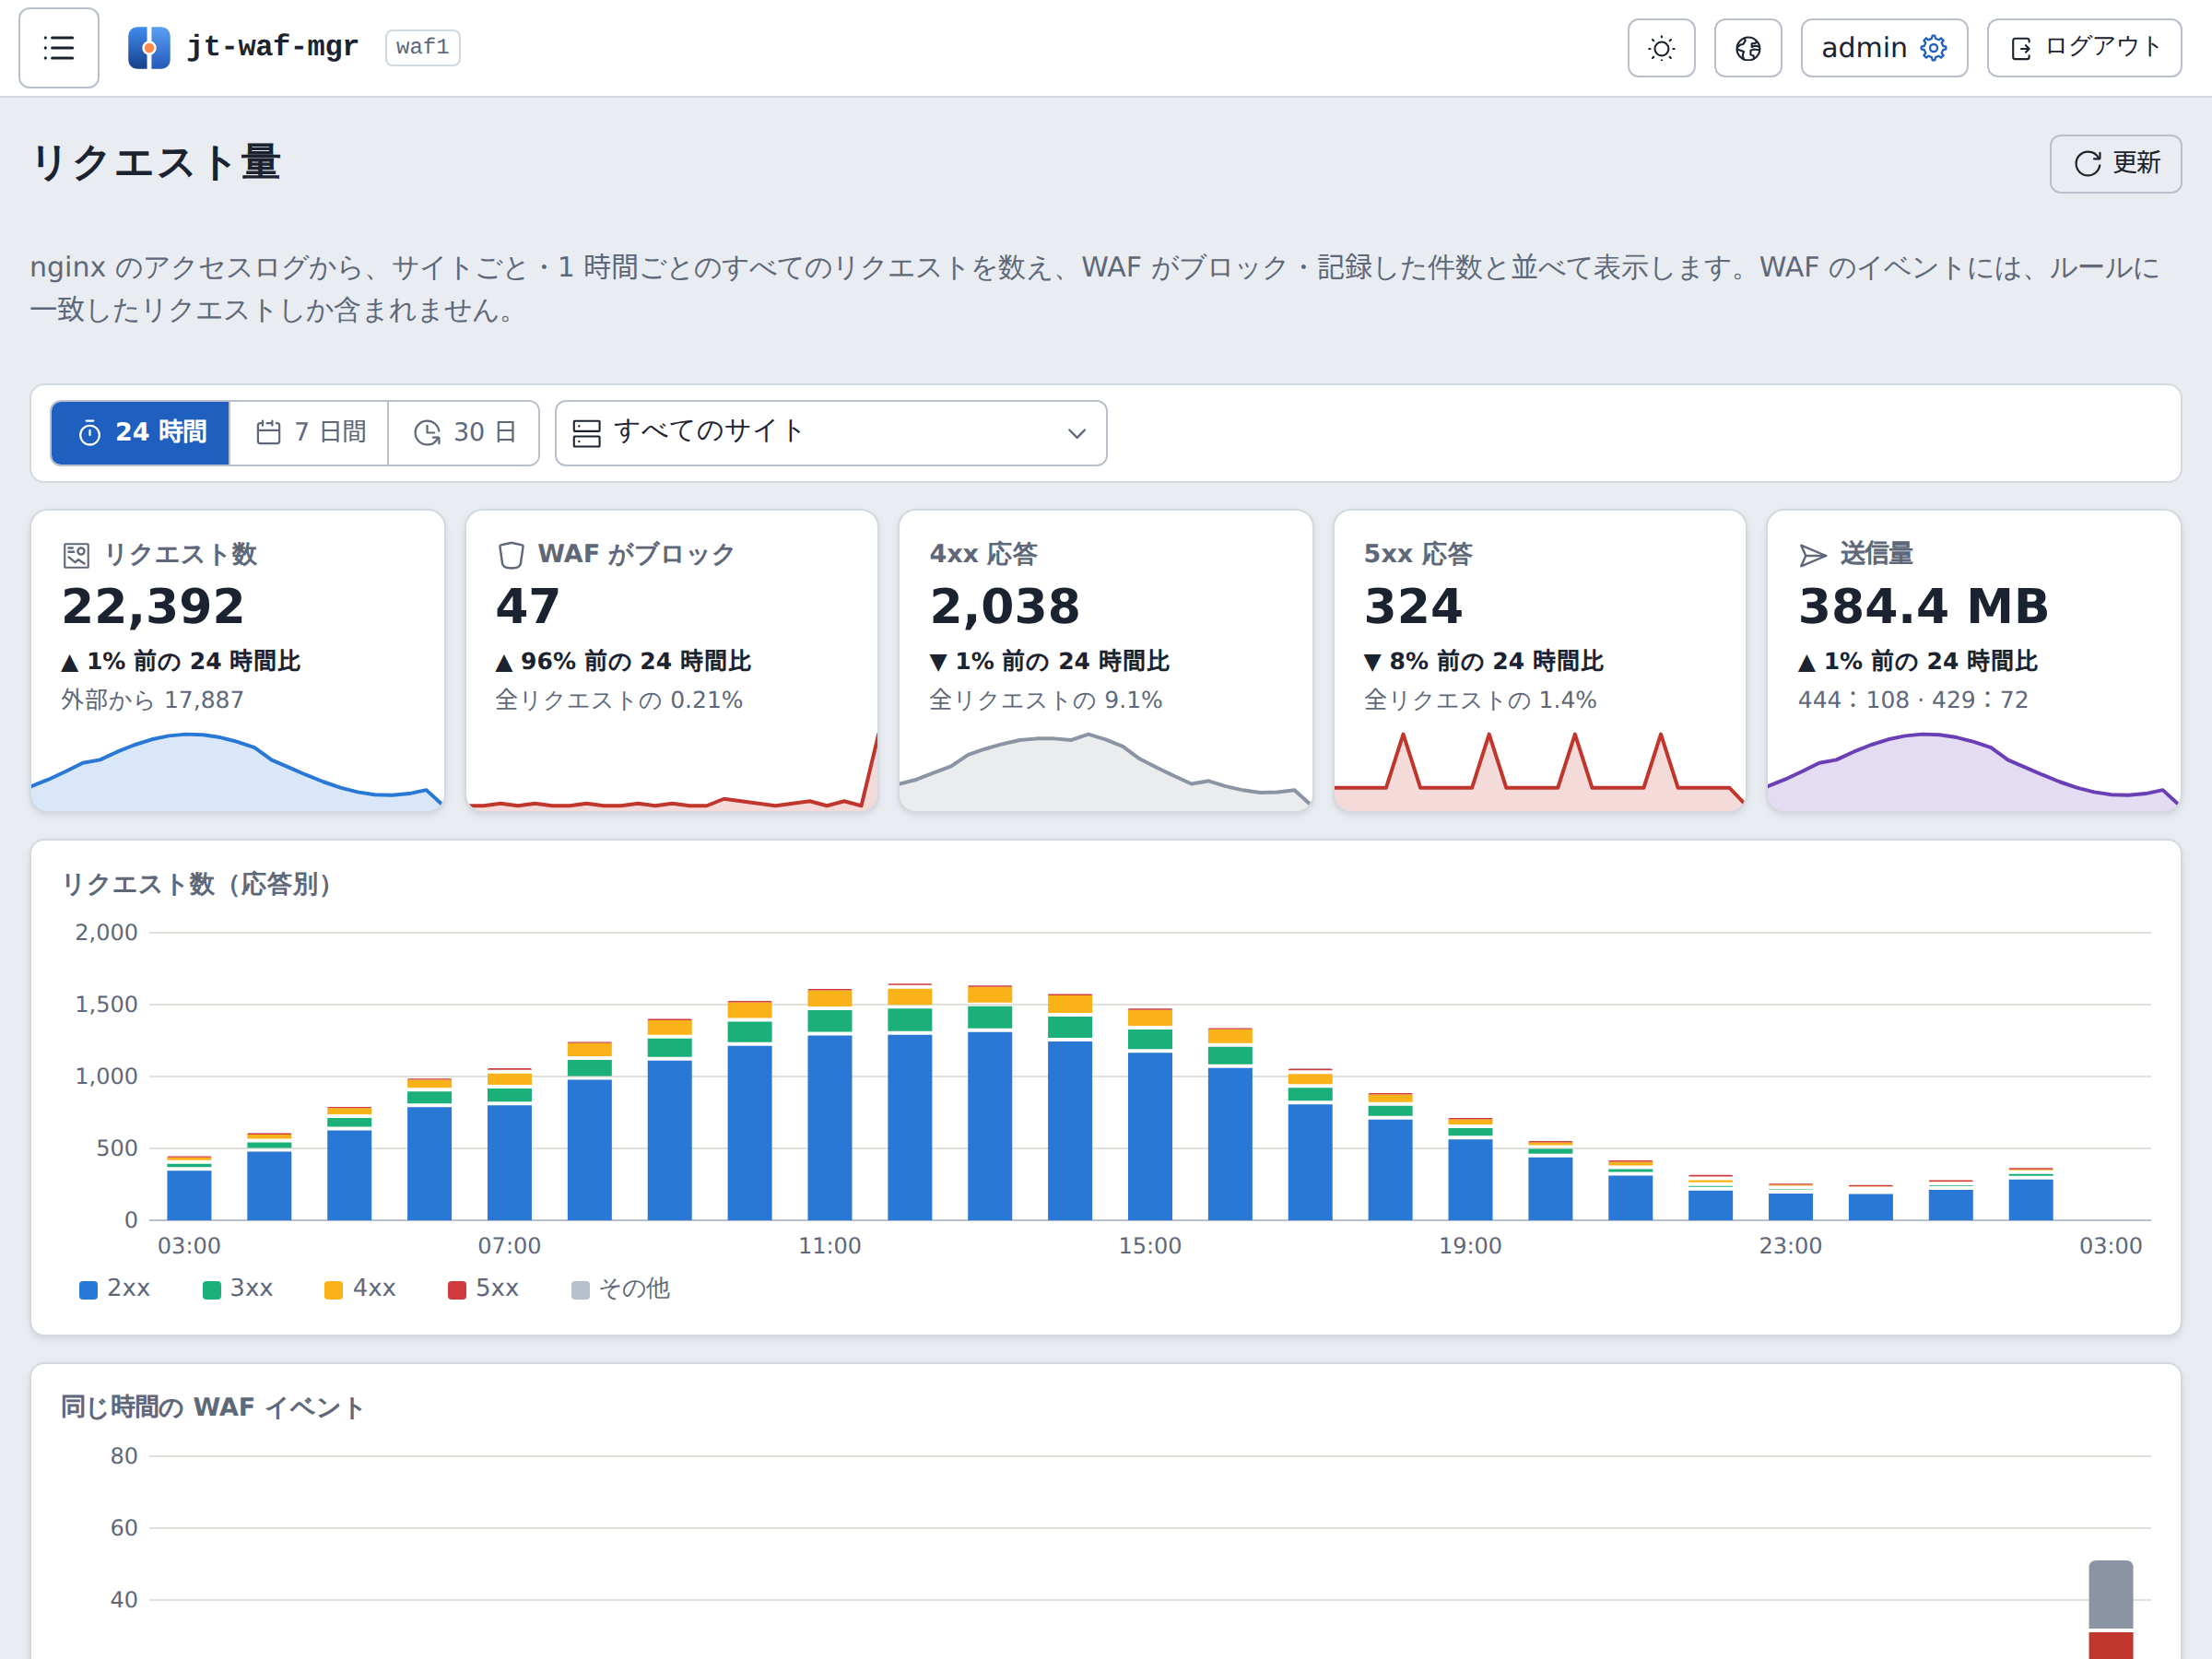 jt-waf-mgr
waf1
admin
ログアウト
リクエスト量
更新
nginx のアクセスログから、サイトごと・1 時間ごとのすべてのリクエストを数え、WAF がブロック・記録した件数と並べて表示します。WAF のイベントには、ルールに
一致したリクエストしか含まれません。
24 時間
7 日間
30 日
すべてのサイト
リクエスト数
22,392
▲ 1% 前の 24 時間比
外部から 17,887
WAF がブロック
47
▲ 96% 前の 24 時間比
全リクエストの 0.21%
4xx 応答
2,038
▼ 1% 前の 24 時間比
全リクエストの 9.1%
5xx 応答
324
▼ 8% 前の 24 時間比
全リクエストの 1.4%
送信量
384.4 MB
▲ 1% 前の 24 時間比
444：108 · 429：72
リクエスト数（応答別）
2,000
1,500
1,000
500
0
03:00 07:00 11:00 15:00 19:00 23:00 03:00
2xx 3xx 4xx 5xx その他
同じ時間の WAF イベント
80
60
40